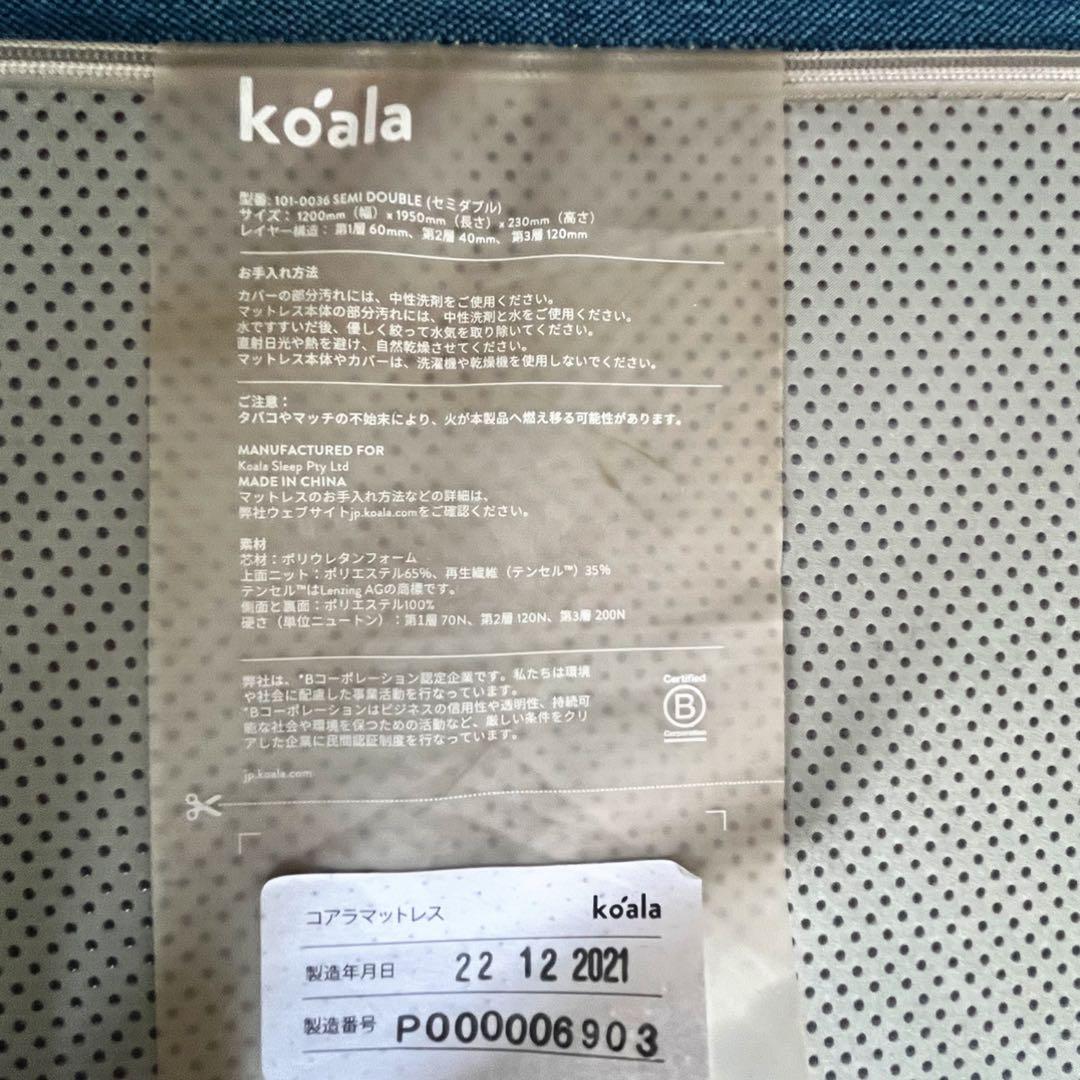 koala
型番: 101-0036 SEMI DOUBLE (セミダブル)
サイズ： 1200mm（幅）x 1950mm（長さ）x 230mm（高さ）
レイヤー構造： 第1層 60mm、第2層 40mm、第3層 120mm
お手入れ方法
カバーの部分汚れには、中性洗剤をご使用ください。
マットレス本体の部分汚れには、中性洗剤と水をご使用ください。
水ですすいだ後、優しく絞って水気を取り除いてください。
直射日光や熱を避け、自然乾燥させてください。
マットレス本体やカバーは、洗濯機や乾燥機を使用しないでください。
ご注意：
タバコやマッチの不始末により、火が本製品へ燃え移る可能性があります。
MANUFACTURED FOR
Koala Sleep Pty Ltd
MADE IN CHINA
マットレスのお手入れ方法などの詳細は、
弊社ウェブサイトjp.koala.comをご確認ください。
素材
芯材：ポリウレタンフォーム
上面ニット：ポリエステル65%、再生繊維（テンセル™）35%
テンセル™はLenzing AGの商標です。
側面と裏面：ポリエステル100%
硬さ（単位ニュートン）：第1層 70N、第2層 120N、第3層 200N
弊社は、*Bコーポレーション認定企業です。私たちは環境
や社会に配慮した事業活動を行なっています。
*Bコーポレーションはビジネスの信用性や透明性、持続可
能な社会や環境を保つための活動など、厳しい条件をクリ
アした企業に民間認証制度を行なっています。
Certified
B
Corporation
jp.koala.com
コアラマットレス koala
製造年月日 22 12 2021
製造番号 P000006903